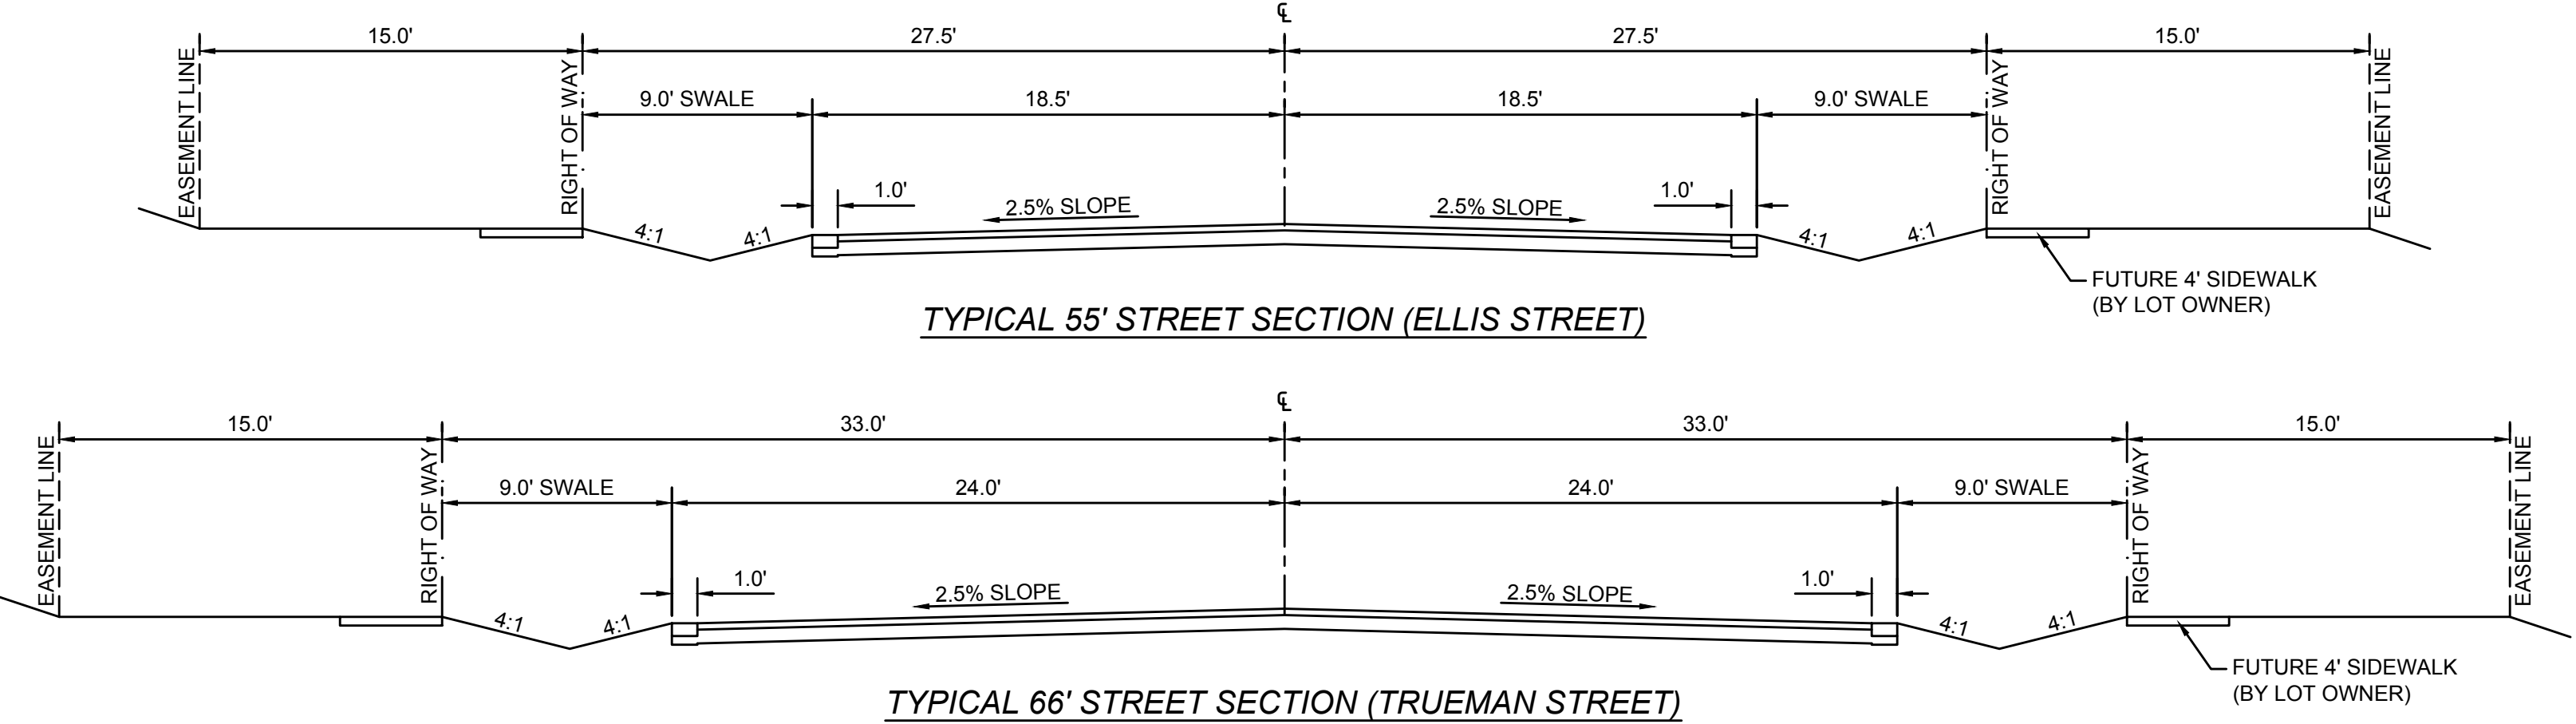 ℄
15.0' 27.5' 27.5' 15.0'
EASEMENT LINE
RIGHT OF WAY
9.0' SWALE 18.5' 18.5' 9.0' SWALE
RIGHT OF WAY
EASEMENT LINE
1.0' 2.5% SLOPE 2.5% SLOPE 1.0'
4:1 4:1 4:1 4:1
FUTURE 4' SIDEWALK
(BY LOT OWNER)
TYPICAL 55' STREET SECTION (ELLIS STREET)
℄
15.0' 33.0' 33.0' 15.0'
EASEMENT LINE
RIGHT OF WAY
9.0' SWALE 24.0' 24.0' 9.0' SWALE
RIGHT OF WAY
EASEMENT LINE
1.0' 2.5% SLOPE 2.5% SLOPE 1.0'
4:1 4:1 4:1 4:1
FUTURE 4' SIDEWALK
(BY LOT OWNER)
TYPICAL 66' STREET SECTION (TRUEMAN STREET)